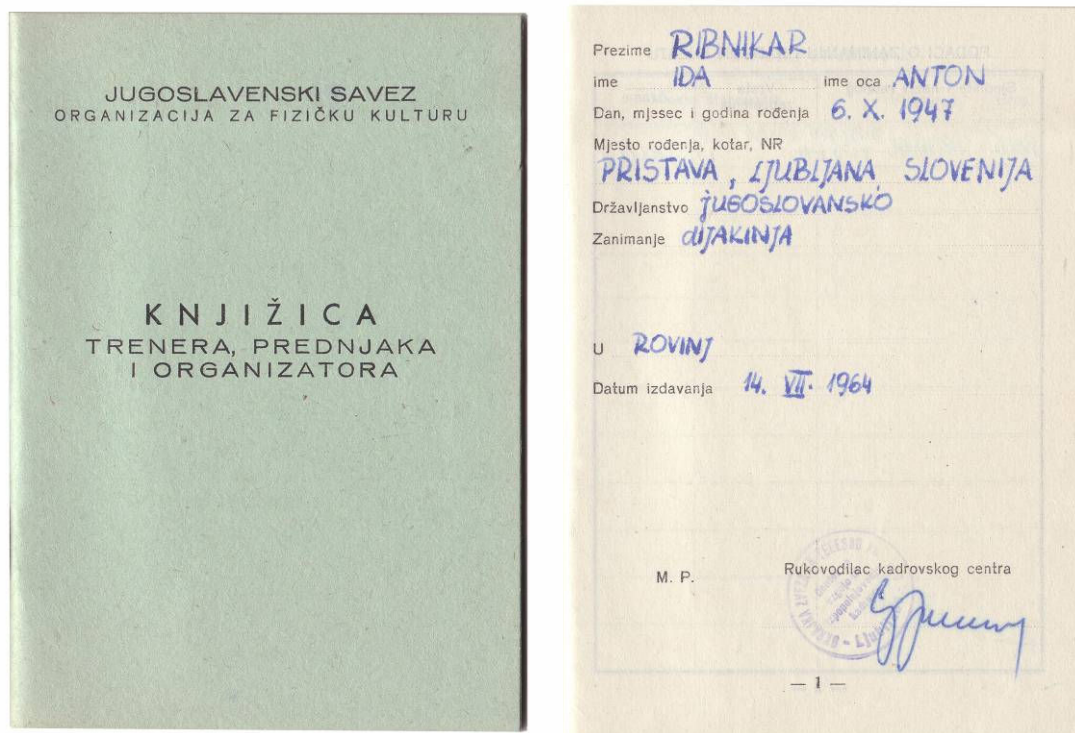 JUGOSLAVENSKI SAVEZ
ORGANIZACIJA ZA FIZIČKU KULTURU
KNJIŽICA
TRENERA, PREDNJAKA
I ORGANIZATORA
Prezime RIBNIKAR
ime IDA ime oca ANTON
Dan, mjesec i godina rođenja 6. X. 1947
Mjesto rođenja, kotar, NR
PRISTAVA, LJUBLJANA SLOVENIJA
Državljanstvo JUGOSLOVANSKO
Zanimanje dIJAKINJA
U ROVINJ
Datum izdavanja 14. VII. 1964
M. P. Rukovodilac kadrovskog centra
— 1 —